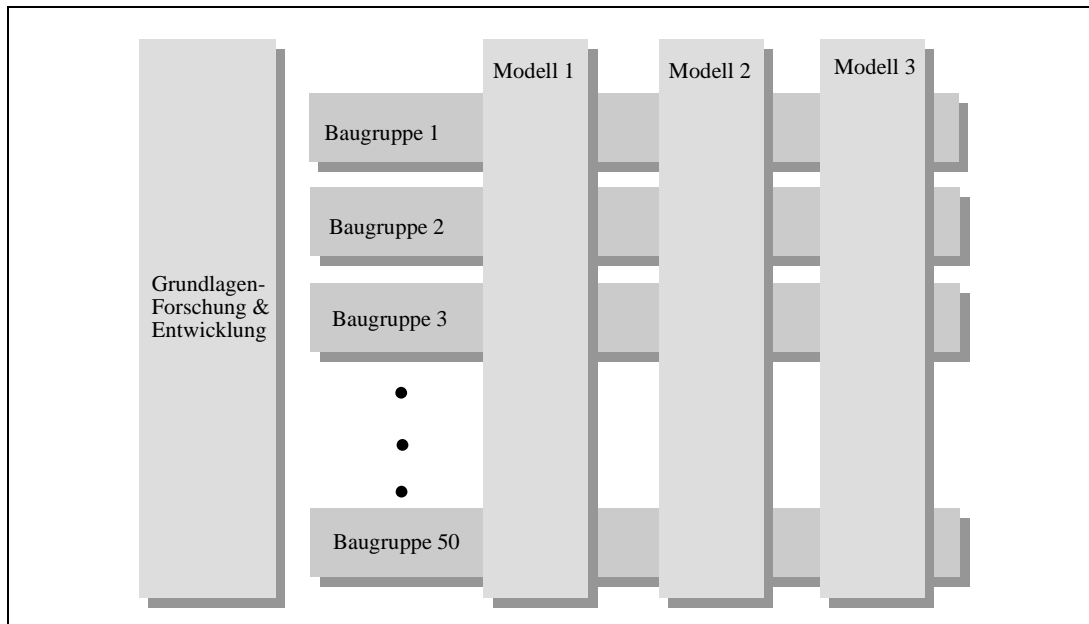 Modell 1
Modell 2
Modell 3
Baugruppe 1
Baugruppe 2
Grundlagen-
Forschung &
Entwicklung
Baugruppe 3
Baugruppe 50